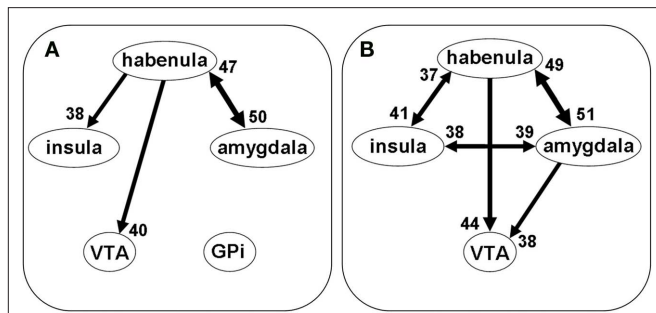 A
habenula
47
38
50
insula
amygdala
40
VTA
GPi
B
habenula
37
49
41
51
38
39
insula
amygdala
44
38
VTA